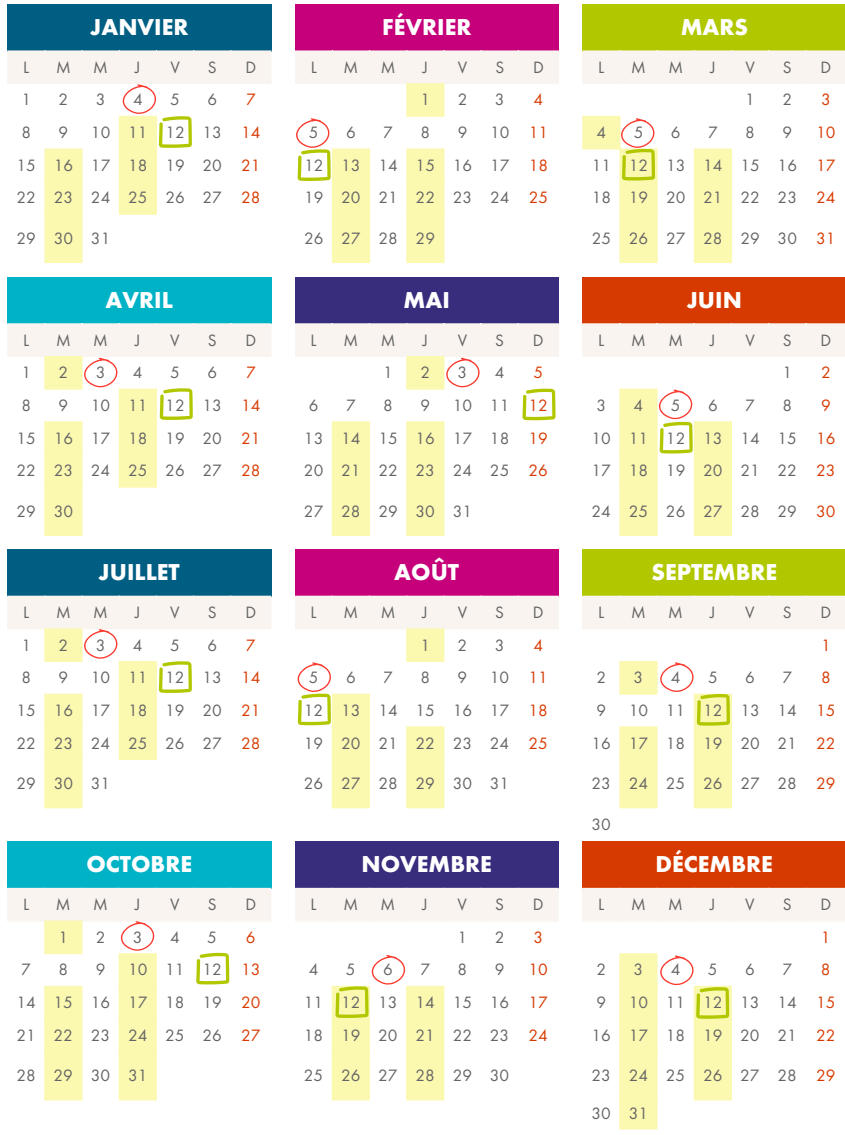 JANVIER
L M M J V S D
1 2 3 4 5 6 7
8 9 10 11 12 13 14
15 16 17 18 19 20 21
22 23 24 25 26 27 28
29 30 31
FÉVRIER
L M M J V S D
1 2 3 4
5 6 7 8 9 10 11
12 13 14 15 16 17 18
19 20 21 22 23 24 25
26 27 28 29
MARS
L M M J V S D
1 2 3
4 5 6 7 8 9 10
11 12 13 14 15 16 17
18 19 20 21 22 23 24
25 26 27 28 29 30 31
AVRIL
L M M J V S D
1 2 3 4 5 6 7
8 9 10 11 12 13 14
15 16 17 18 19 20 21
22 23 24 25 26 27 28
29 30
MAI
L M M J V S D
1 2 3 4 5
6 7 8 9 10 11 12
13 14 15 16 17 18 19
20 21 22 23 24 25 26
27 28 29 30 31
JUIN
L M M J V S D
1 2
3 4 5 6 7 8 9
10 11 12 13 14 15 16
17 18 19 20 21 22 23
24 25 26 27 28 29 30
JUILLET
L M M J V S D
1 2 3 4 5 6 7
8 9 10 11 12 13 14
15 16 17 18 19 20 21
22 23 24 25 26 27 28
29 30 31
AOÛT
L M M J V S D
1 2 3 4
5 6 7 8 9 10 11
12 13 14 15 16 17 18
19 20 21 22 23 24 25
26 27 28 29 30 31
SEPTEMBRE
L M M J V S D
1
2 3 4 5 6 7 8
9 10 11 12 13 14 15
16 17 18 19 20 21 22
23 24 25 26 27 28 29
30
OCTOBRE
L M M J V S D
1 2 3 4 5 6
7 8 9 10 11 12 13
14 15 16 17 18 19 20
21 22 23 24 25 26 27
28 29 30 31
NOVEMBRE
L M M J V S D
1 2 3
4 5 6 7 8 9 10
11 12 13 14 15 16 17
18 19 20 21 22 23 24
25 26 27 28 29 30
DÉCEMBRE
L M M J V S D
1
2 3 4 5 6 7 8
9 10 11 12 13 14 15
16 17 18 19 20 21 22
23 24 25 26 27 28 29
30 31